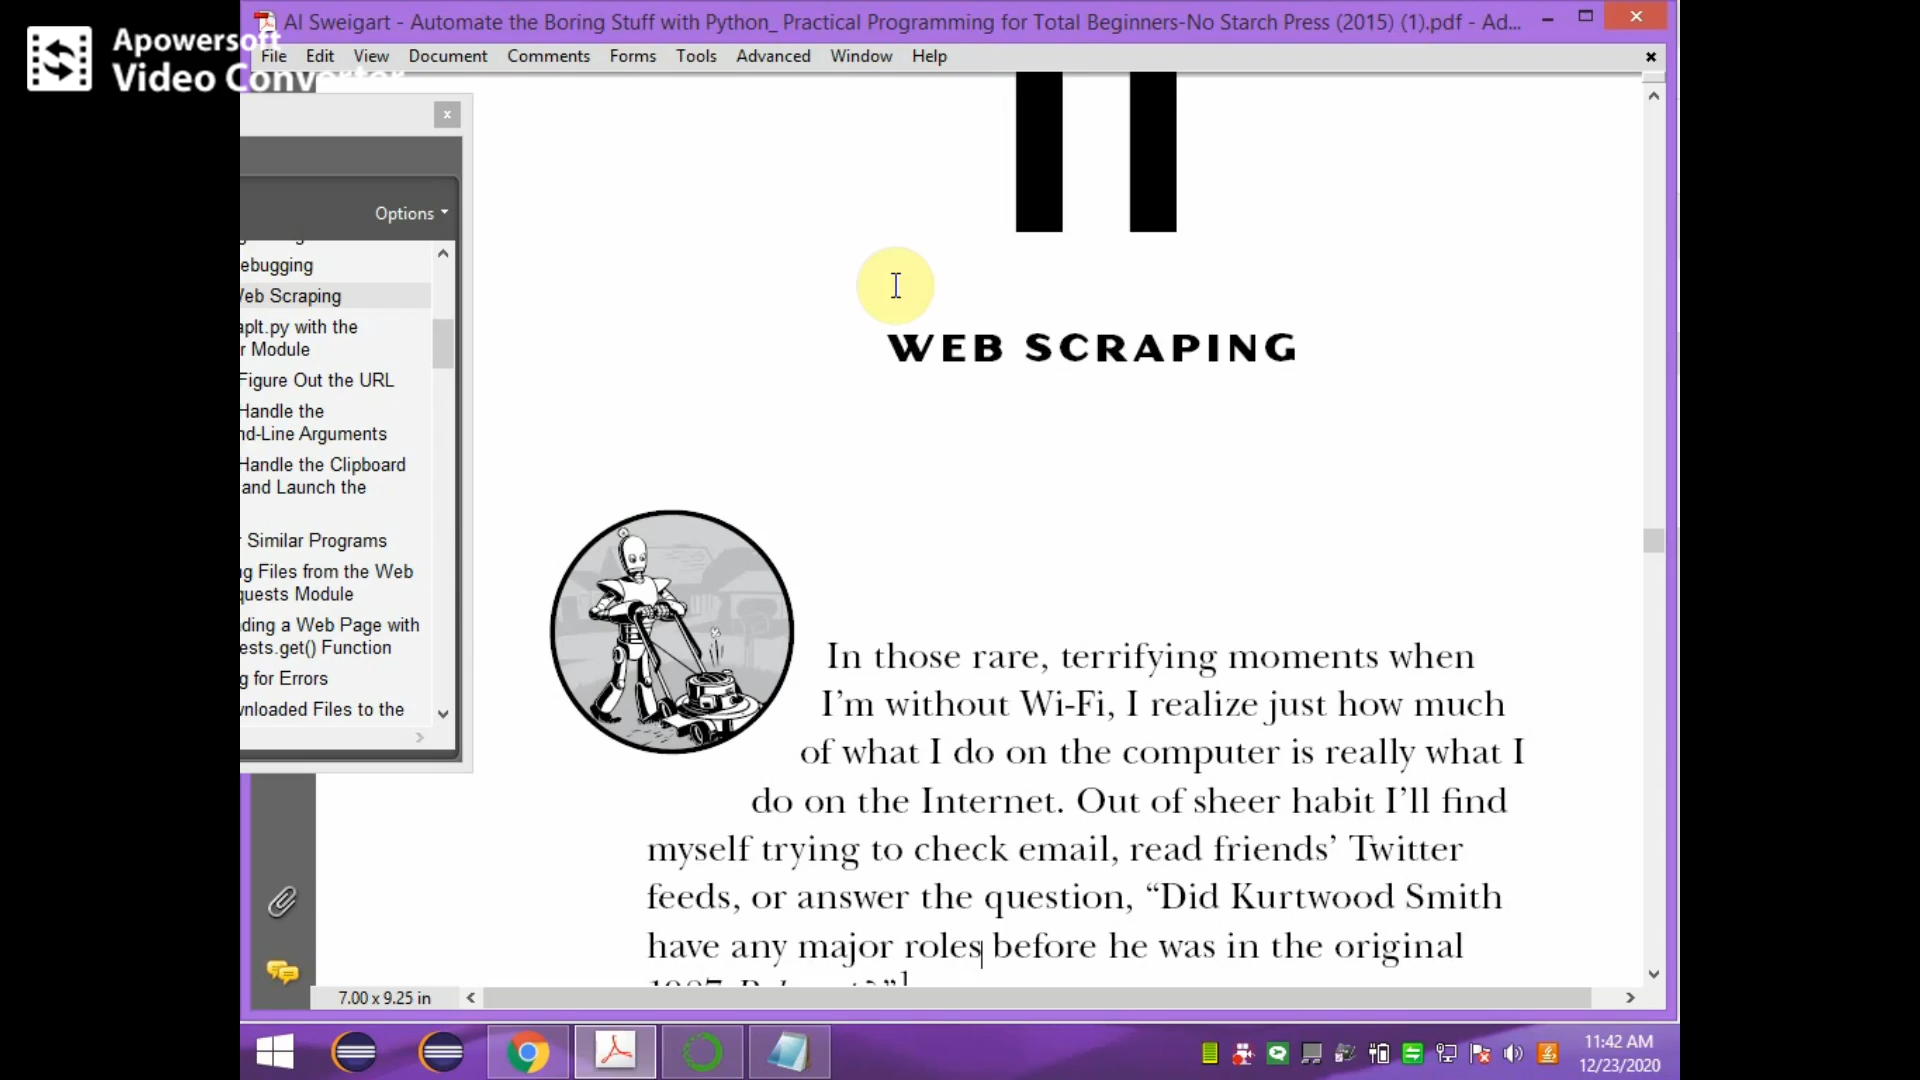 Apowersoft
Video Converter
Al Sweigart - Automate the Boring Stuff with Python_ Practical Programming for Total Beginners-No Starch Press (2015) (1).pdf - Ad...
File Edit View Document Comments Forms Tools Advanced Window Help
11
WEB SCRAPING
Options
ebugging
Web Scraping
apIt.py with the
r Module
Figure Out the URL
Handle the
nd-Line Arguments
Handle the Clipboard
and Launch the
r Similar Programs
ng Files from the Web
quests Module
ading a Web Page with
ests.get() Function
g for Errors
wnloaded Files to the
In those rare, terrifying moments when
I’m without Wi-Fi, I realize just how much
of what I do on the computer is really what I
do on the Internet. Out of sheer habit I’ll find
myself trying to check email, read friends’ Twitter
feeds, or answer the question, “Did Kurtwood Smith
have any major roles before he was in the original
7.00 x 9.25 in
11:42 AM
12/23/2020